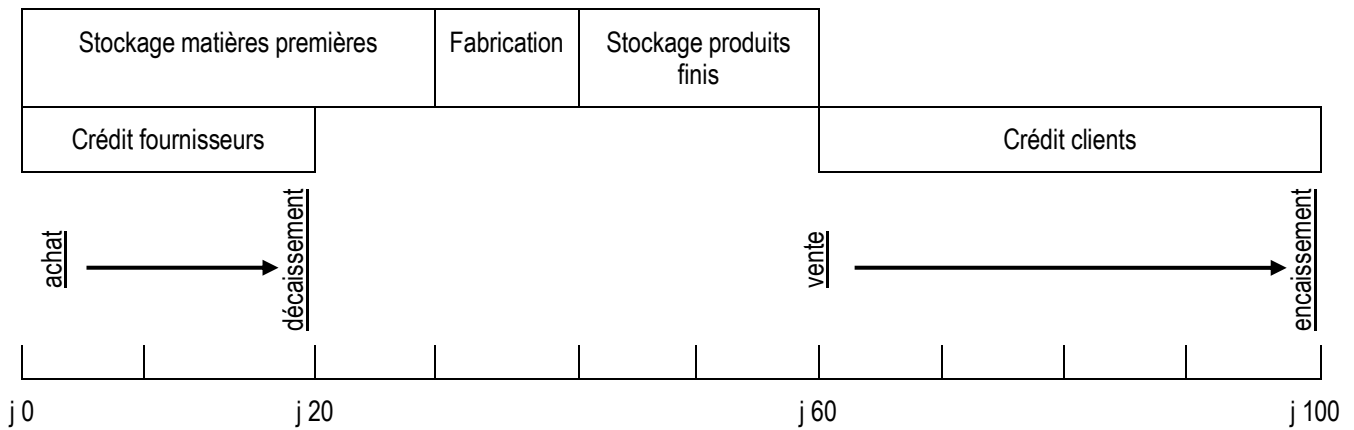 Stockage matières premières
Fabrication
Stockage produits
finis
Crédit fournisseurs
Crédit clients
achat
décaissement
vente
encaissement
j 0
j 20
j 60
j 100